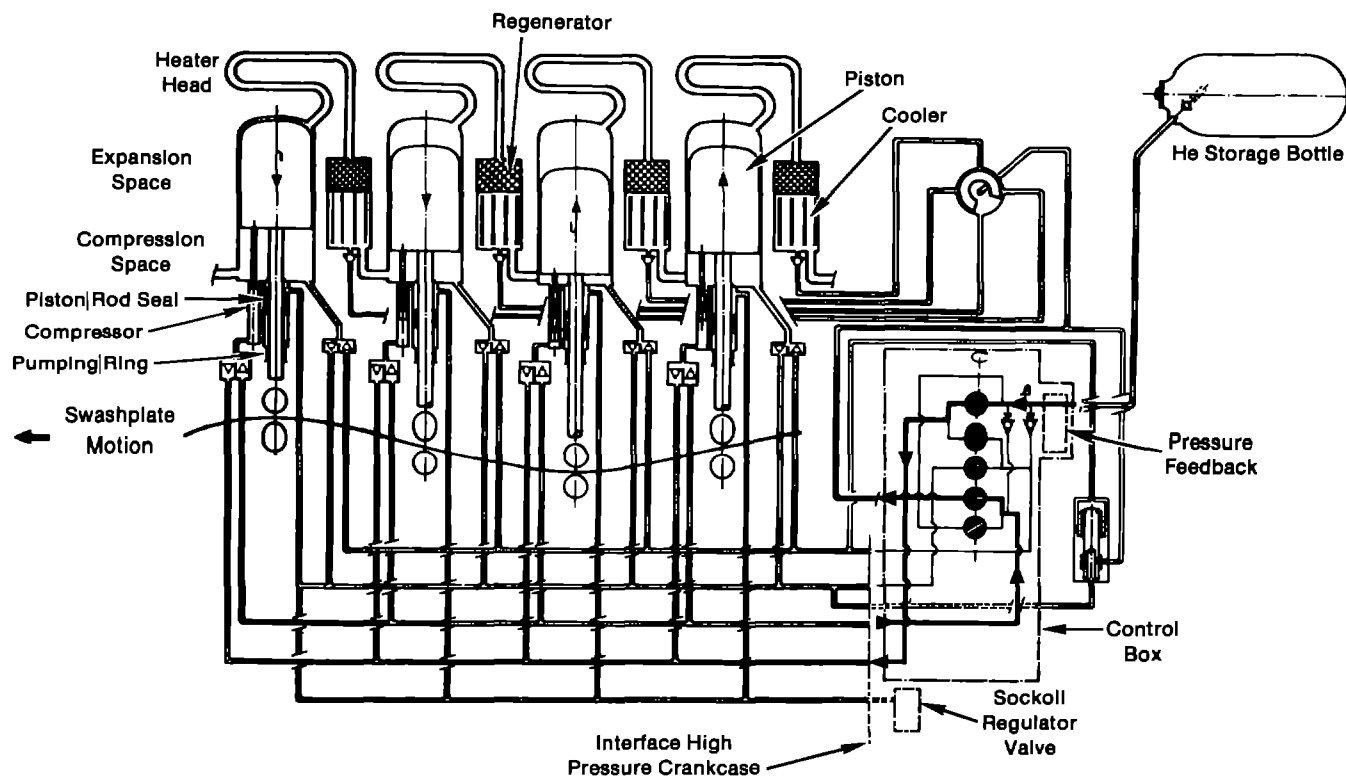 Regenerator
Heater
Head
Piston
Cooler
He Storage Bottle
Expansion
Space
Compression
Space
Piston|Rod Seal
Compressor
Pumping|Ring
Swashplate
Motion
Pressure
Feedback
Control
Box
Sockoll
Regulator
Valve
Interface High
Pressure Crankcase